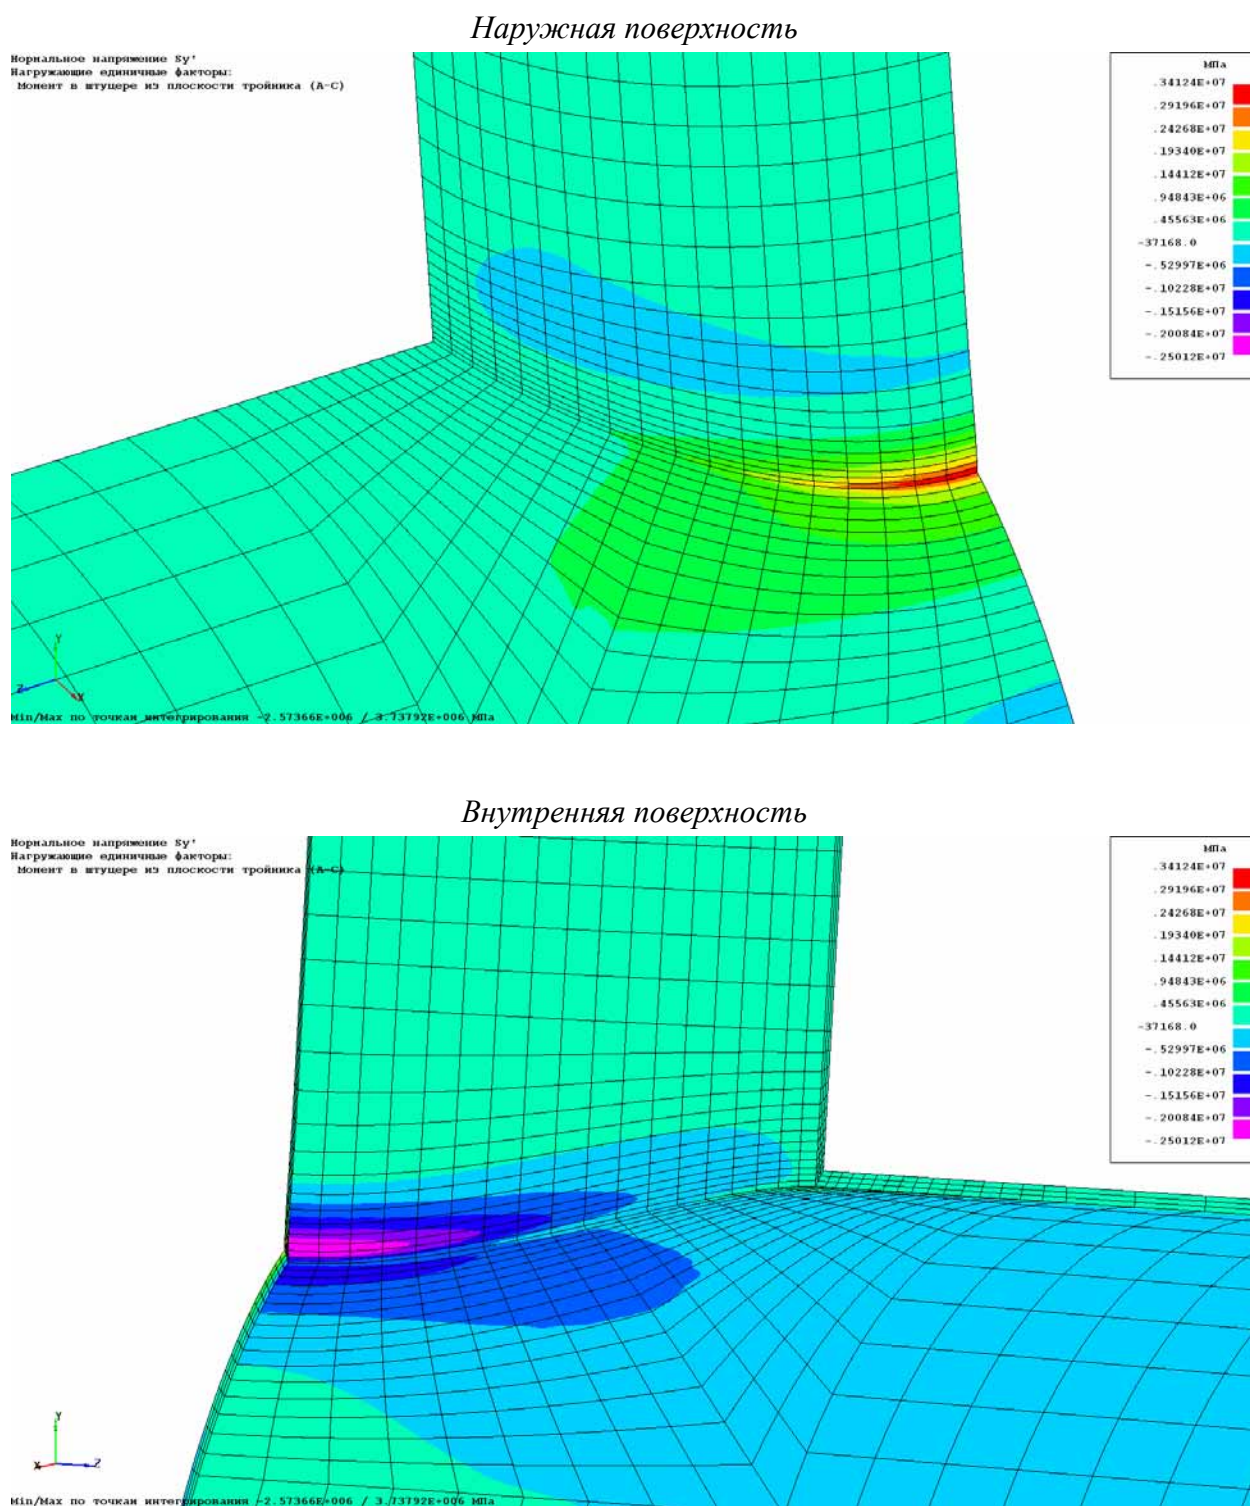 Наружная поверхность
Нормальное напряжение Sy'
Нагружающие единичные факторы:
Момент в штуцере из плоскости тройника (А-С)
МПа
.34124E+07
.29196E+07
.24268E+07
.19340E+07
.14412E+07
.94843E+06
.45563E+06
-37168.0
-.52997E+06
-.10228E+07
-.15156E+07
-.20084E+07
-.25012E+07
Y
Z
X
Min/Max по точкам интегрирования -2.57366E+006 / 3.73792E+006 МПа
Внутренняя поверхность
Нормальное напряжение Sy'
Нагружающие единичные факторы:
Момент в штуцере из плоскости тройника (А-С)
МПа
.34124E+07
.29196E+07
.24268E+07
.19340E+07
.14412E+07
.94843E+06
.45563E+06
-37168.0
-.52997E+06
-.10228E+07
-.15156E+07
-.20084E+07
-.25012E+07
Y
X
Z
Min/Max по точкам интегрирования -2.57366E+006 / 3.73792E+006 МПа